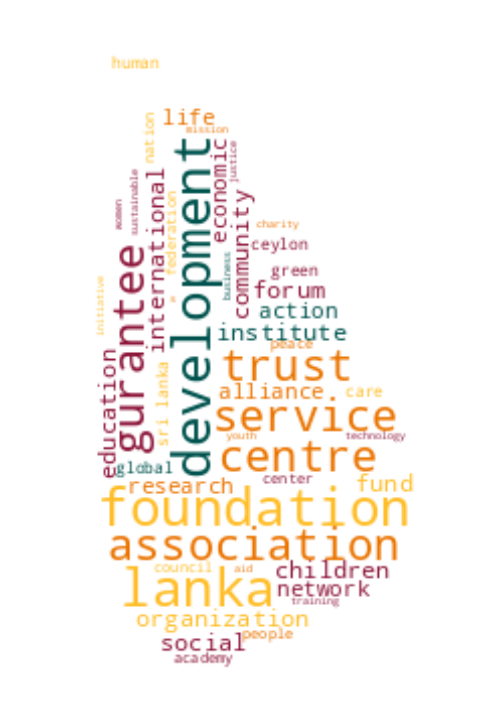 human
life
nation
mission
development
economic
justice
sustainable
women
international
federation
community
charity
ceylon
business
green
gurantee
forum
initiative
action
institute
peace
trust
education
sri lanka
alliance
care
service
youth
technology
centre
global
center
research
fund
foundation
association
council
aid
children
lanka
network
training
organization
people
social
academy